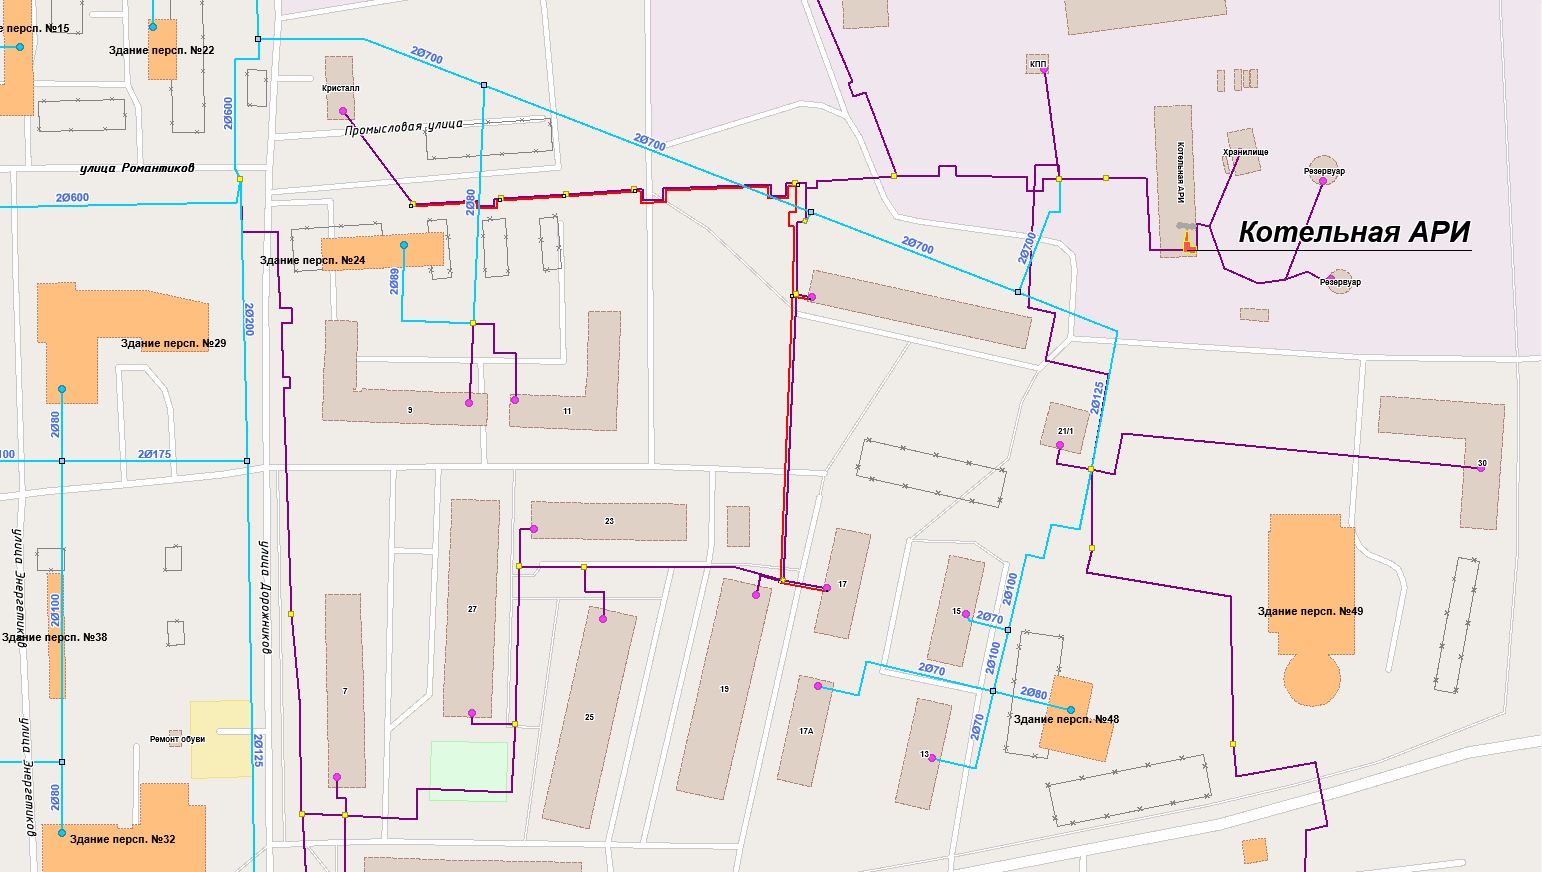 Здание персп. №15
Здание персп. №22
2Ø700
КПП
Кристалл
2Ø600
Промысловая улица
2Ø700
Котельная АРИ
Хранилище
Резервуар
улица Романтиков
2Ø600
2Ø80
Котельная АРИ
2Ø700
2Ø700
Здание персп. №24
2Ø89
Резервуар
2Ø200
Здание персп. №29
2Ø125
9
11
2Ø80
21/1
100
2Ø175
30
23
улица Энергетиков
улица Дорожников
2Ø100
27
17
2Ø100
15
2Ø70
Здание персп. №49
Здание персп. №38
2Ø100
2Ø70
7
19
2Ø80
25
17А
Здание персп. №48
2Ø70
Ремонт обуви
2Ø125
13
улица Энергетиков
2Ø80
Здание персп. №32